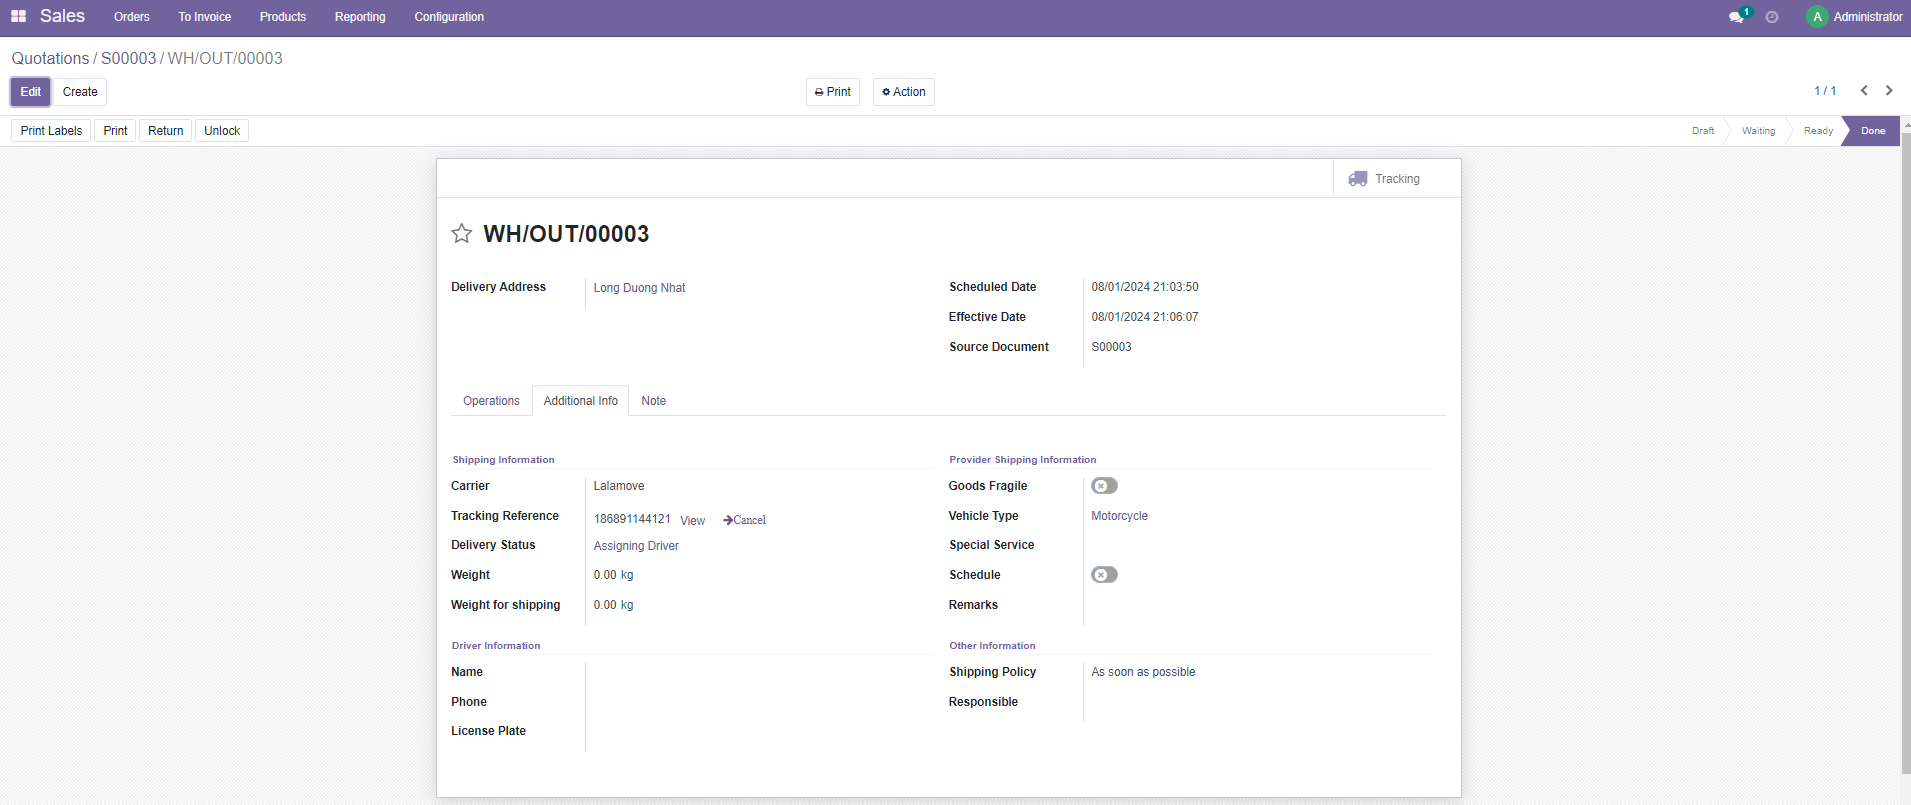 Sales Orders To Invoice Products Reporting Configuration 1 A Administrator
Quotations / S00003 / WH/OUT/00003
Edit Create Print Action 1 / 1
Print Labels Print Return Unlock Draft Waiting Ready Done
Tracking
WH/OUT/00003
Delivery Address Long Duong Nhat
Scheduled Date 08/01/2024 21:03:50
Effective Date 08/01/2024 21:06:07
Source Document S00003
Operations Additional Info Note
Shipping Information
Carrier Lalamove
Tracking Reference 186891144121 View Cancel
Delivery Status Assigning Driver
Weight 0.00 kg
Weight for shipping 0.00 kg
Provider Shipping Information
Goods Fragile
Vehicle Type Motorcycle
Special Service
Schedule
Remarks
Driver Information
Name
Phone
License Plate
Other Information
Shipping Policy As soon as possible
Responsible